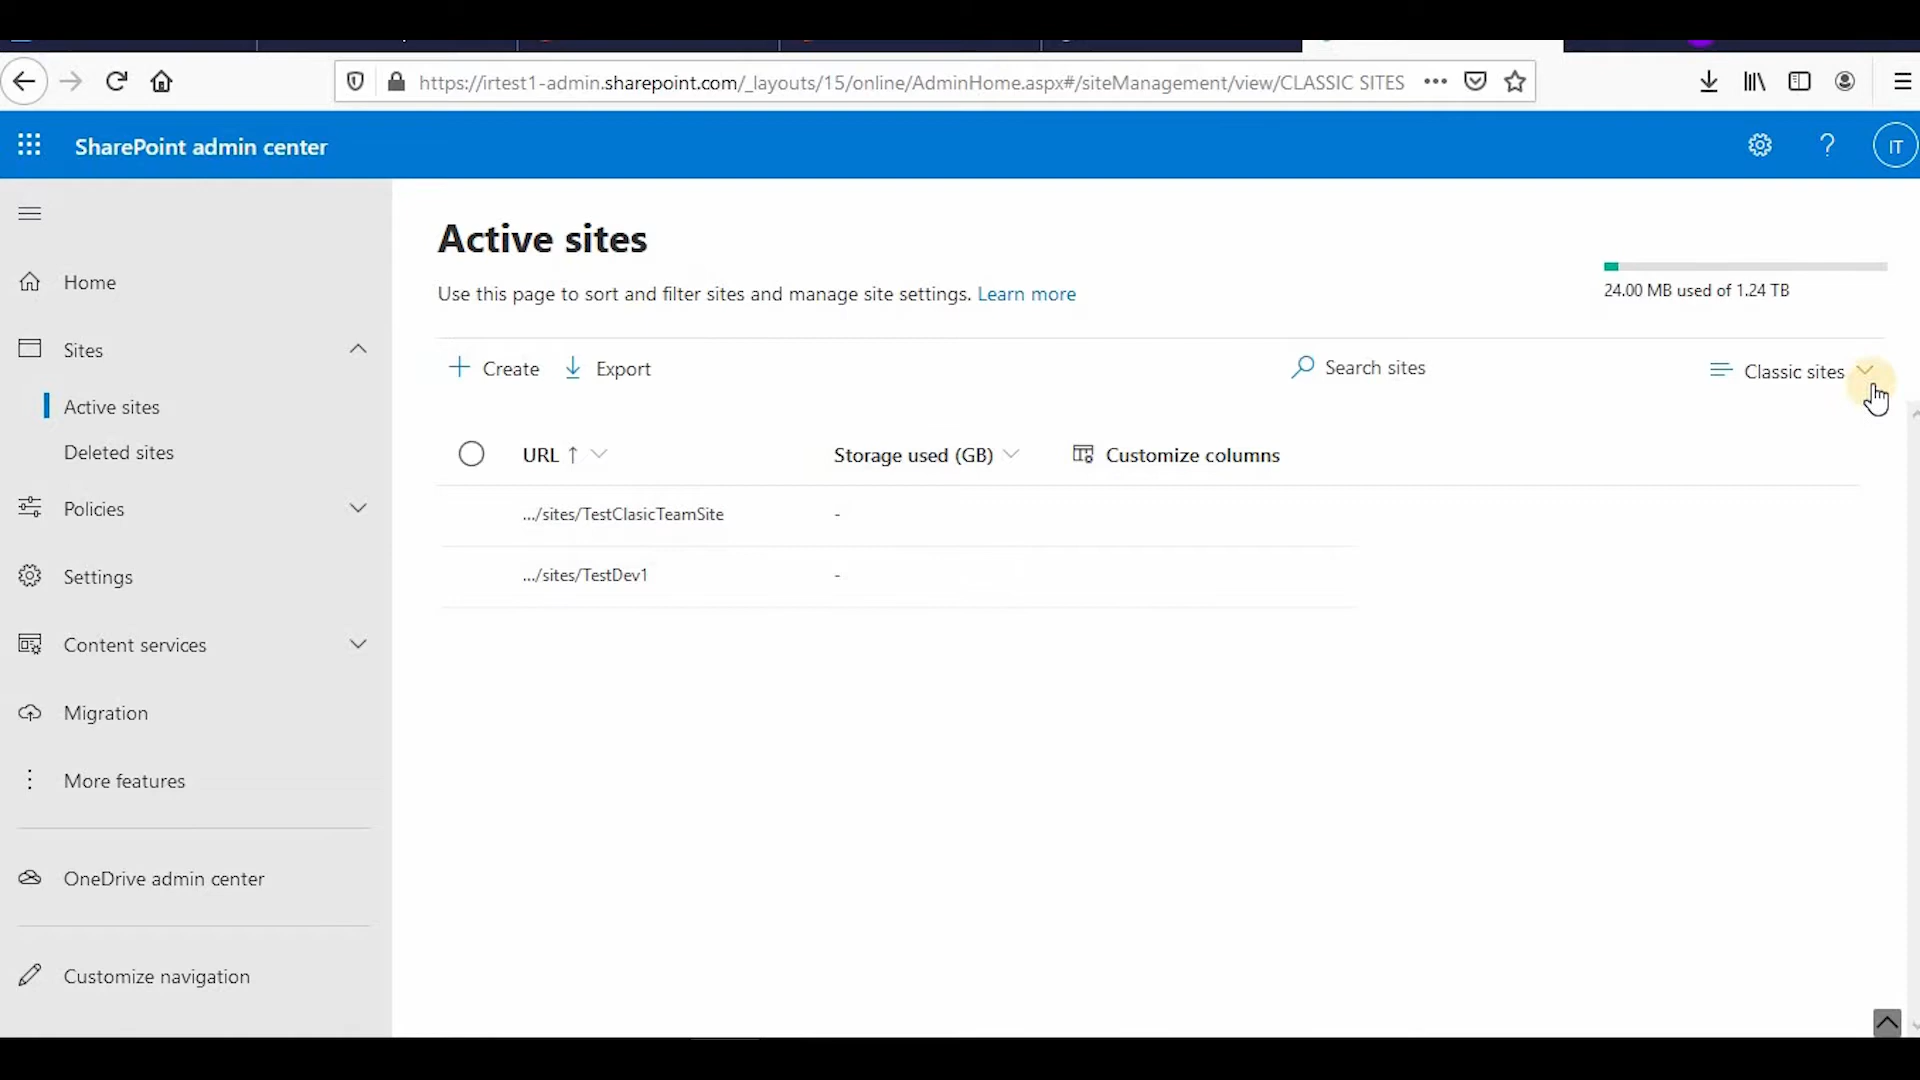 https://irtest1-admin.sharepoint.com/_layouts/15/online/AdminHome.aspx#/siteManagement/view/CLASSIC SITES
SharePoint admin center
? IT
Home
Sites
Active sites
Deleted sites
Policies
Settings
Content services
Migration
More features
OneDrive admin center
Customize navigation
Active sites
Use this page to sort and filter sites and manage site settings. Learn more
24.00 MB used of 1.24 TB
Create Export Search sites Classic sites
URL ↑ Storage used (GB) Customize columns
.../sites/TestClasicTeamSite -
.../sites/TestDev1 -